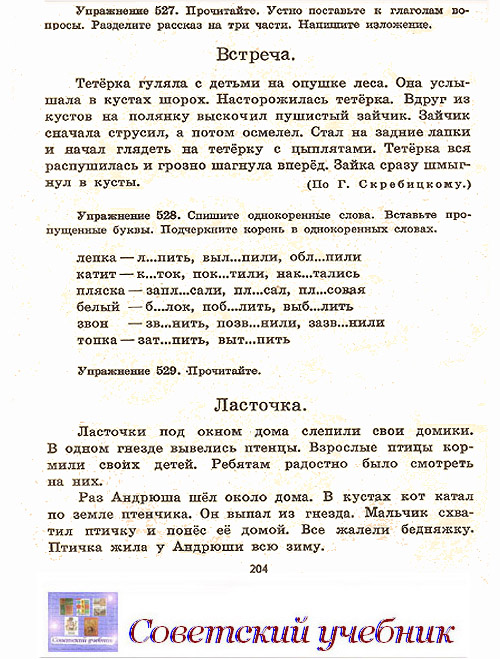 Упражнение 527. Прочитайте. Устно поставьте к глаголам во-
просы. Разделите рассказ на три части. Напишите изложение.
Встреча.
Тетёрка гуляла с детьми на опушке леса. Она услы-
шала в кустах шорох. Насторожилась тетёрка. Вдруг из
кустов на полянку выскочил пушистый зайчик. Зайчик
сначала струсил, а потом осмелел. Стал на задние лапки
и начал глядеть на тетёрку с цыплятами. Тетёрка вся
распушилась и грозно шагнула вперёд. Зайка сразу шмыг-
нул в кусты. (По Г. Скребицкому.)
Упражнение 528. Спишите однокоренные слова. Вставьте про-
пущенные буквы. Подчеркните корень в однокоренных словах.
лепка — л...пить, выл...пили, обл...пили
катит — к...ток, пок...тили, нак...тались
пляска — запл...сали, пл...сал, пл...совая
белый — б...лок, поб...лить, выб...лить
звон — зв...нить, позв...нили, зазв...нили
топка — зат...пить, выт...пить
Упражнение 529. Прочитайте.
Ласточка.
Ласточки под окном дома слепили свои домики.
В одном гнезде вывелись птенцы. Взрослые птицы кор-
мили своих детей. Ребятам радостно было смотреть
на них.
Раз Андрюша шёл около дома. В кустах кот катал
по земле птенчика. Он выпал из гнезда. Мальчик схва-
тил птичку и понёс её домой. Все жалели бедняжку.
Птичка жила у Андрюши всю зиму.
204
Советский учебник
Советский учебник